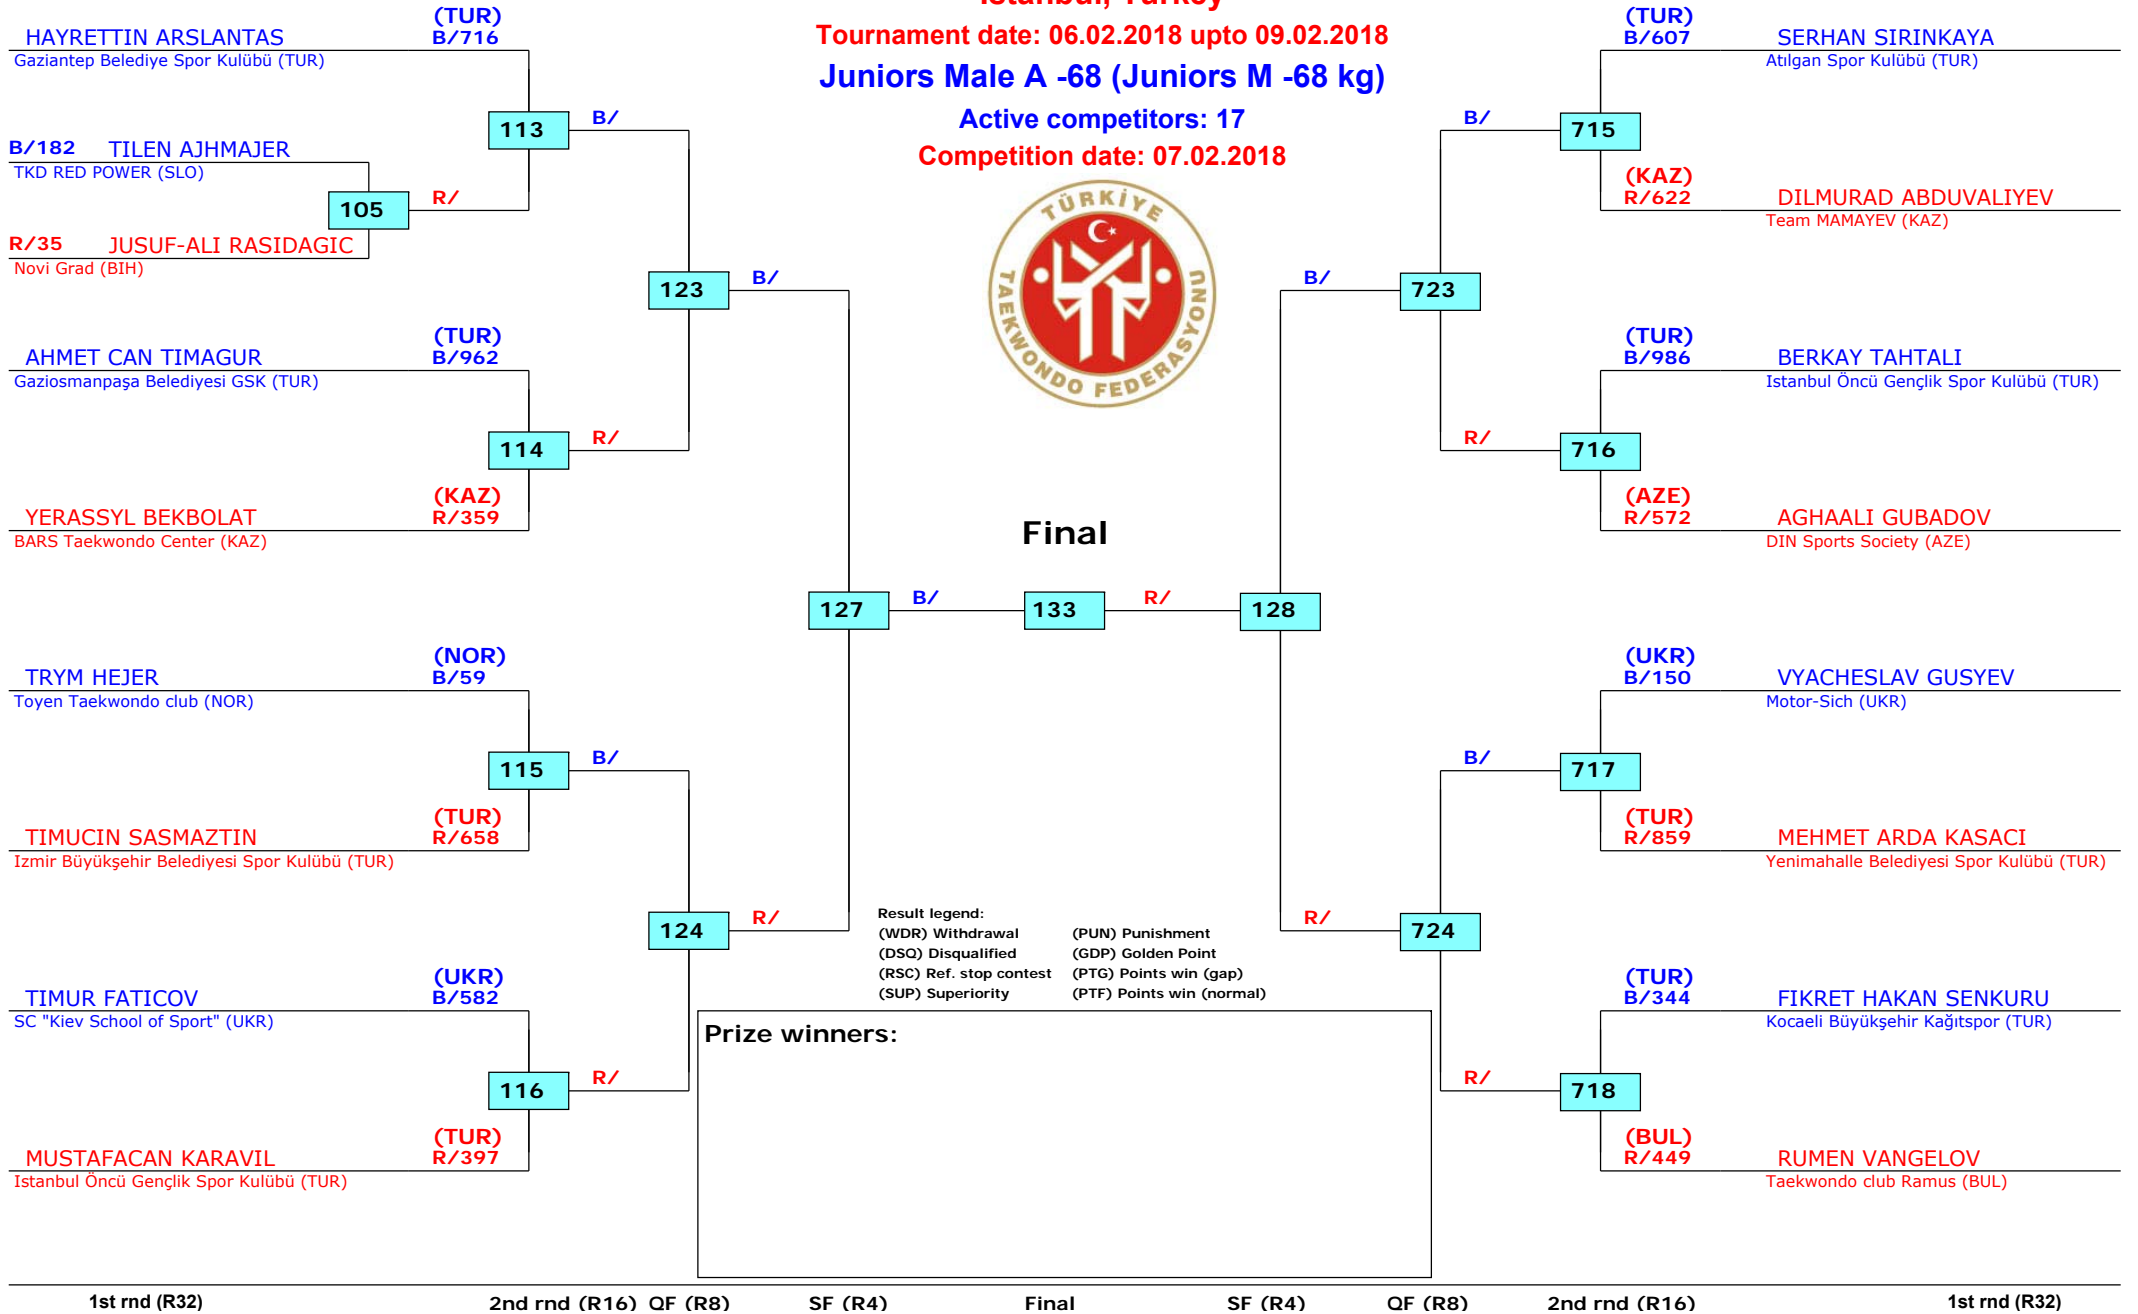 Istanbul, Turkey
Tournament date: 06.02.2018 upto 09.02.2018
Juniors Male A -68 (Juniors M -68 kg)
Active competitors: 17
Competition date: 07.02.2018
TÜRKİYE
TAEKWONDO FEDERASYONU
(TUR)
HAYRETTIN ARSLANTAS B/716
Gaziantep Belediye Spor Kulübü (TUR)
113 B/
B/182 TILEN AJHMAJER
TKD RED POWER (SLO)
105 R/
R/35 JUSUF-ALI RASIDAGIC
Novi Grad (BIH)
123 B/
(TUR)
AHMET CAN TIMAGUR B/962
Gaziosmanpaşa Belediyesi GSK (TUR)
114 R/
(KAZ)
YERASSYL BEKBOLAT R/359
BARS Taekwondo Center (KAZ)
127 B/
(NOR)
TRYM HEJER B/59
Toyen Taekwondo club (NOR)
115 B/
(TUR)
TIMUCIN SASMAZTIN R/658
Izmir Büyükşehir Belediyesi Spor Kulübü (TUR)
124 R/
(UKR)
TIMUR FATICOV B/582
SC "Kiev School of Sport" (UKR)
116 R/
(TUR)
MUSTAFACAN KARAVIL R/397
Istanbul Öncü Gençlik Spor Kulübü (TUR)
Final
133
(TUR)
B/607 SERHAN SIRINKAYA
Atılgan Spor Kulübü (TUR)
B/ 715
(KAZ)
R/622 DILMURAD ABDUVALIYEV
Team MAMAYEV (KAZ)
B/ 723
(TUR)
B/986 BERKAY TAHTALI
Istanbul Öncü Gençlik Spor Kulübü (TUR)
R/ 716
(AZE)
R/572 AGHAALI GUBADOV
DIN Sports Society (AZE)
R/ 128
(UKR)
B/150 VYACHESLAV GUSYEV
Motor-Sich (UKR)
B/ 717
(TUR)
R/859 MEHMET ARDA KASACI
Yenimahalle Belediyesi Spor Kulübü (TUR)
R/ 724
(TUR)
B/344 FIKRET HAKAN SENKURU
Kocaeli Büyükşehir Kağıtspor (TUR)
R/ 718
(BUL)
R/449 RUMEN VANGELOV
Taekwondo club Ramus (BUL)
Result legend:
(WDR) Withdrawal (PUN) Punishment
(DSQ) Disqualified (GDP) Golden Point
(RSC) Ref. stop contest (PTG) Points win (gap)
(SUP) Superiority (PTF) Points win (normal)
Prize winners:
1st rnd (R32) 2nd rnd (R16) QF (R8) SF (R4) Final SF (R4) QF (R8) 2nd rnd (R16) 1st rnd (R32)